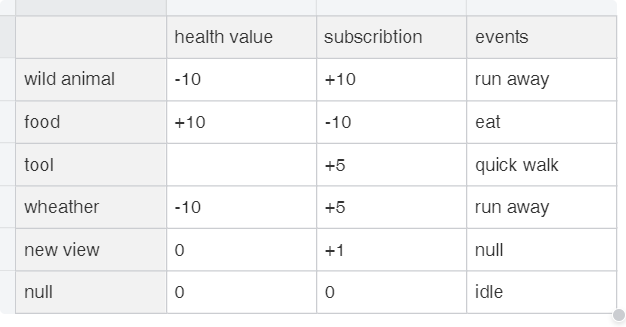 health value subscribtion events
wild animal -10 +10 run away
food +10 -10 eat
tool +5 quick walk
wheather -10 +5 run away
new view 0 +1 null
null 0 0 idle